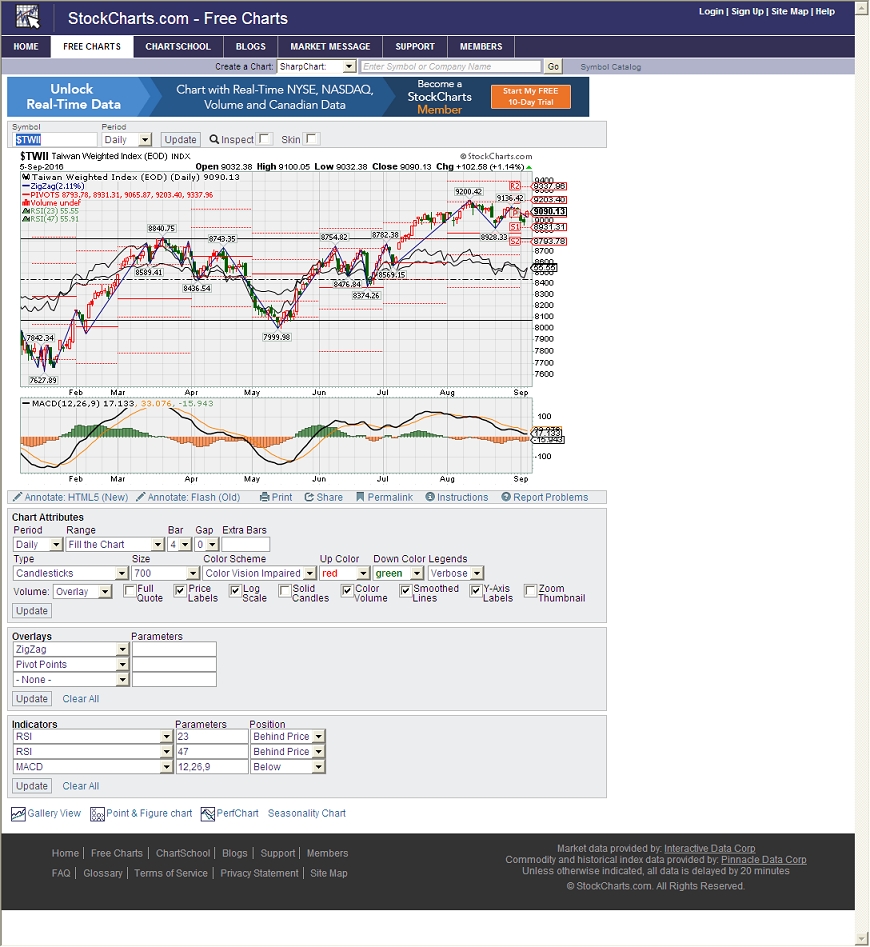 StockCharts.com - Free Charts
Login | Sign Up | Site Map | Help
HOME FREE CHARTS CHARTSCHOOL BLOGS MARKET MESSAGE SUPPORT MEMBERS
Create a Chart: SharpChart: Enter Symbol or Company Name Go Symbol Catalog
Unlock
Real-Time Data
Chart with Real-Time NYSE, NASDAQ,
Volume and Canadian Data
Become a
StockCharts
Member
Start My FREE
10-Day Trial
Symbol Period
$TWII Daily Update Inspect Skin
$TWII Taiwan Weighted Index (EOD) INDX © StockCharts.com
5-Sep-2016 Open 9032.38 High 9100.05 Low 9032.38 Close 9090.13 Chg +102.58 (+1.14%)
Taiwan Weighted Index (EOD) (Daily) 9090.13
ZigZag(2.11%)
PIVOTS 8793.78, 8931.31, 9065.87, 9203.40, 9337.96
Volume undef
RSI(23) 55.55
RSI(47) 55.91
9200.42
9136.42
8928.33
8840.75
8743.35
8754.82
8782.38
8589.41
8436.54
8476.84
8569.15
8374.26
7999.98
7842.34
7627.89
R2
P
S1
S2
9400
9337.96
9203.40
9090.13
8931.31
8793.78
8700
8600
55.55
8400
8300
8200
8100
8000
7900
7800
7700
7600
Feb Mar Apr May Jun Jul Aug Sep
MACD(12,26,9) 17.133, 33.076, -15.943
100
17.133
-15.943
-100
Feb Mar Apr May Jun Jul Aug Sep
Annotate: HTML5 (New) Annotate: Flash (Old) Print Share Permalink Instructions Report Problems
Chart Attributes
Period Range Bar Gap Extra Bars
Daily Fill the Chart 4 0
Type Size Color Scheme Up Color Down Color Legends
Candlesticks 700 Color Vision Impaired red green Verbose
Volume: Overlay Full Quote Price Labels Log Scale Solid Candles Color Volume Smoothed Lines Y-Axis Labels Zoom Thumbnail
Update
Overlays Parameters
ZigZag
Pivot Points
- None -
Update Clear All
Indicators Parameters Position
RSI 23 Behind Price
RSI 47 Behind Price
MACD 12,26,9 Below
Update Clear All
Gallery View Point & Figure chart PerfChart Seasonality Chart
Home | Free Charts | ChartSchool | Blogs | Support | Members
FAQ | Glossary | Terms of Service | Privacy Statement | Site Map
Market data provided by: Interactive Data Corp
Commodity and historical index data provided by: Pinnacle Data Corp
Unless otherwise indicated, all data is delayed by 20 minutes
© StockCharts.com. All Rights Reserved.